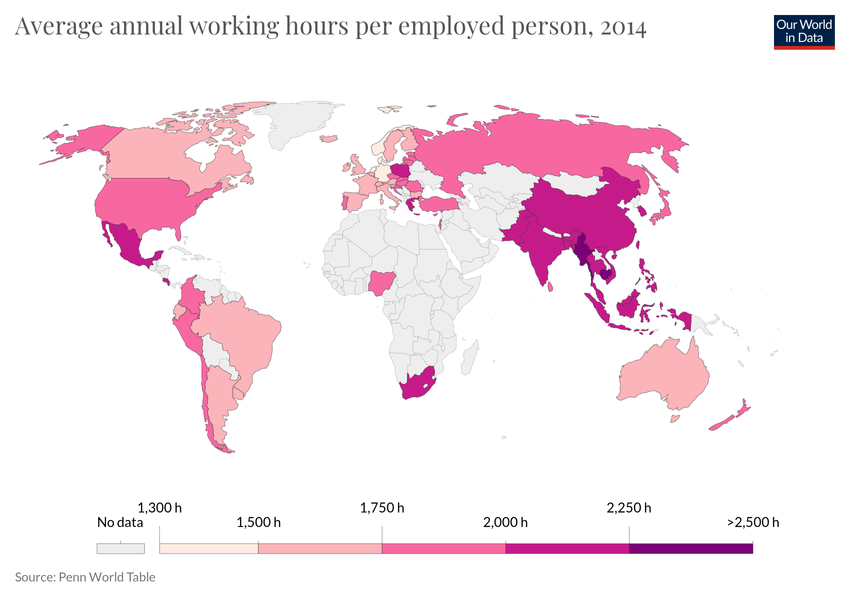 Average annual working hours per employed person, 2014
Our World
in Data
1,300 h 1,750 h 2,250 h
No data 1,500 h 2,000 h >2,500 h
Source: Penn World Table